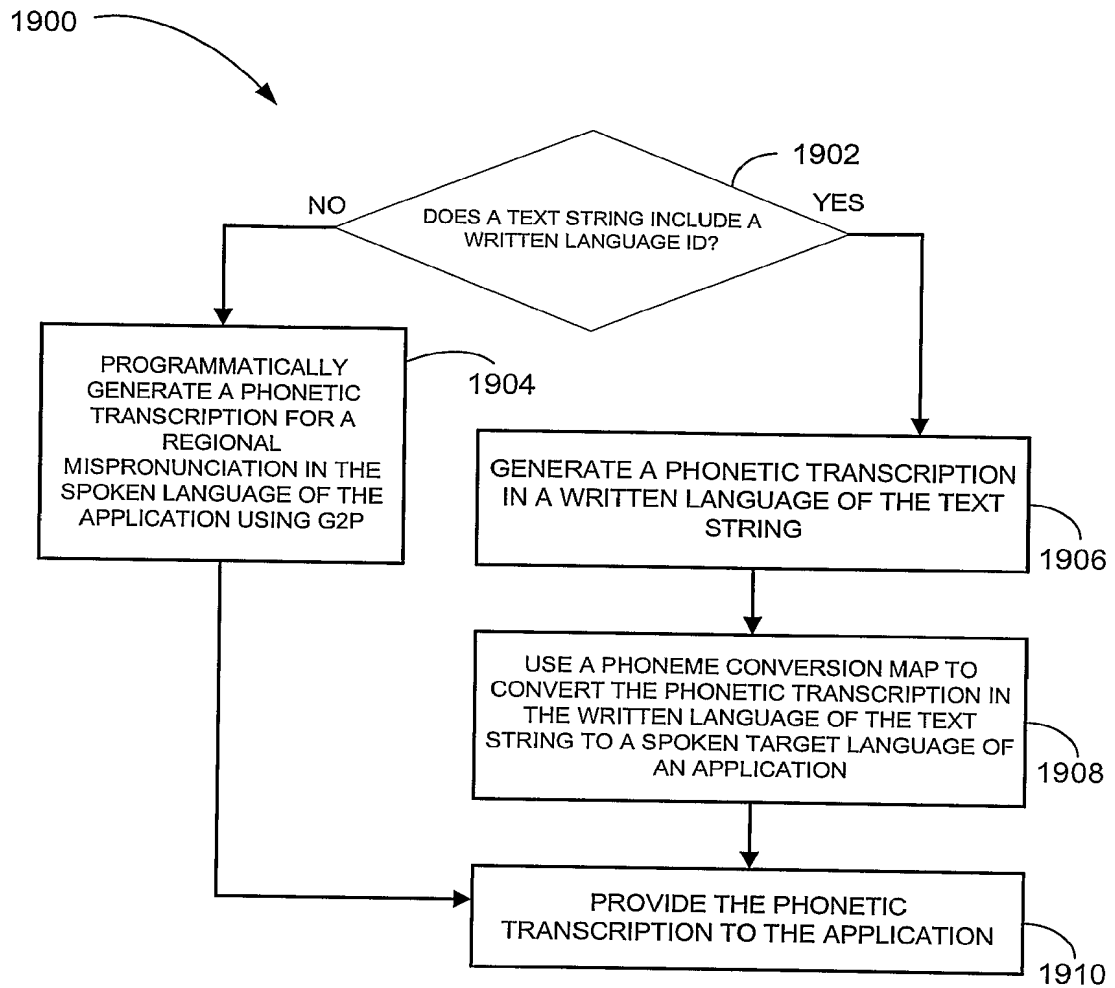 1900
1902
NO
YES
DOES A TEXT STRING INCLUDE A
WRITTEN LANGUAGE ID?
PROGRAMMATICALLY
GENERATE A PHONETIC
TRANSCRIPTION FOR A
REGIONAL
MISPRONUNCIATION IN THE
SPOKEN LANGUAGE OF THE
APPLICATION USING G2P
1904
GENERATE A PHONETIC TRANSCRIPTION
IN A WRITTEN LANGUAGE OF THE TEXT
STRING
1906
USE A PHONEME CONVERSION MAP TO
CONVERT THE PHONETIC TRANSCRIPTION IN
THE WRITTEN LANGUAGE OF THE TEXT
STRING TO A SPOKEN TARGET LANGUAGE OF
AN APPLICATION
1908
PROVIDE THE PHONETIC
TRANSCRIPTION TO THE APPLICATION
1910